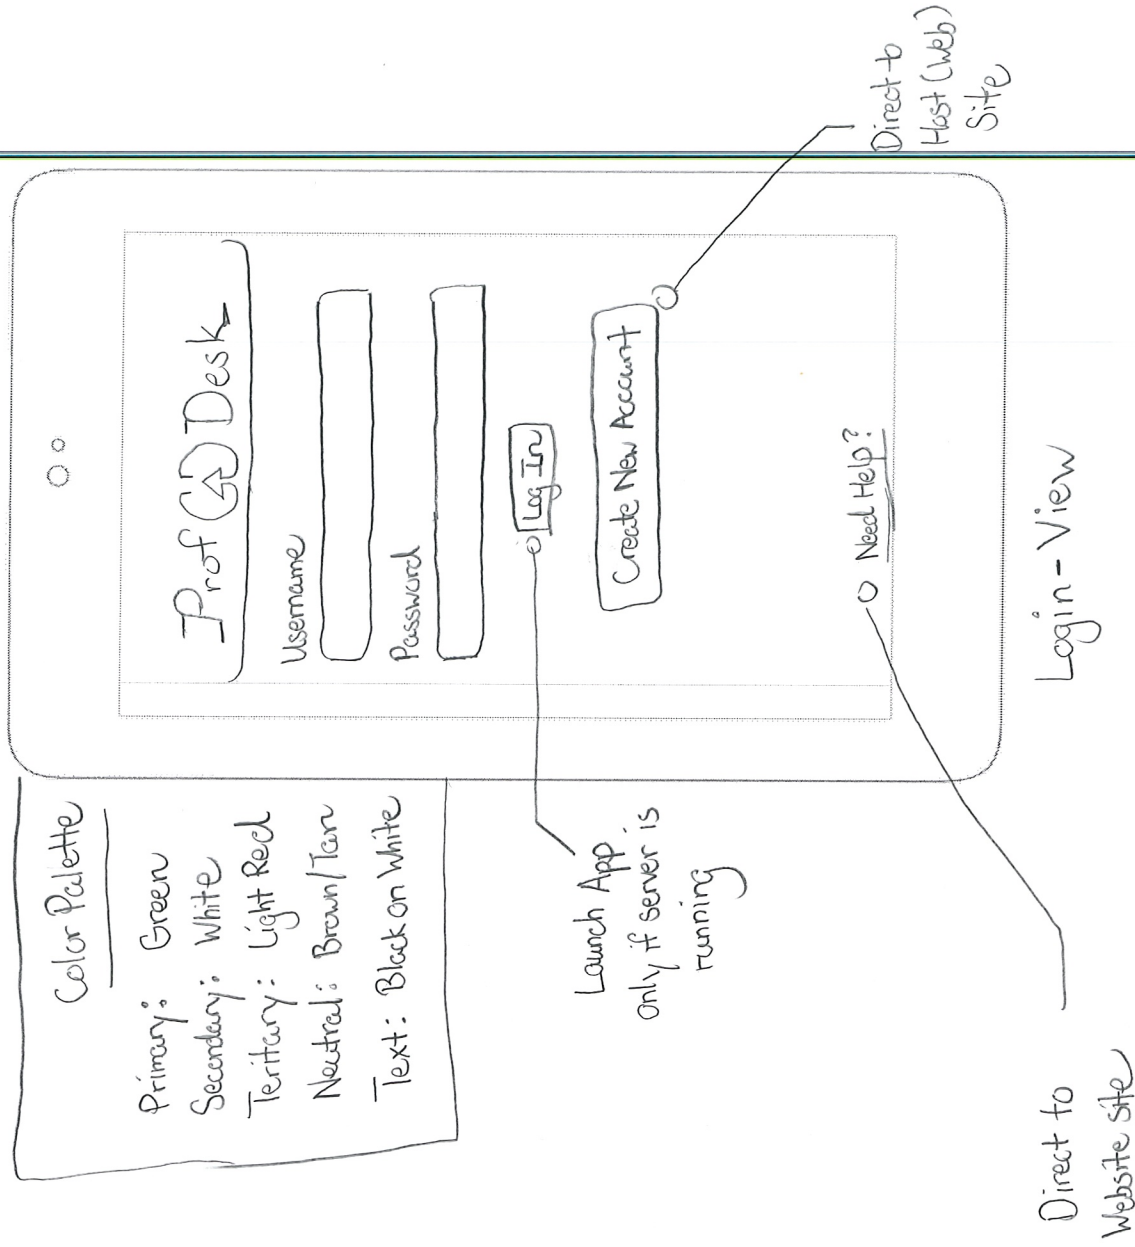 Color Palette
Primary: Green
Secondary: White
Teritary: Light Red
Neutral: Brown/Tan
Text: Black on White
Prof Desk
Username
Password
Log In
Create New Account
Need Help?
Launch App
only if server is
running
Direct to
Host (Web)
Site
Direct to
Website site
Login-View